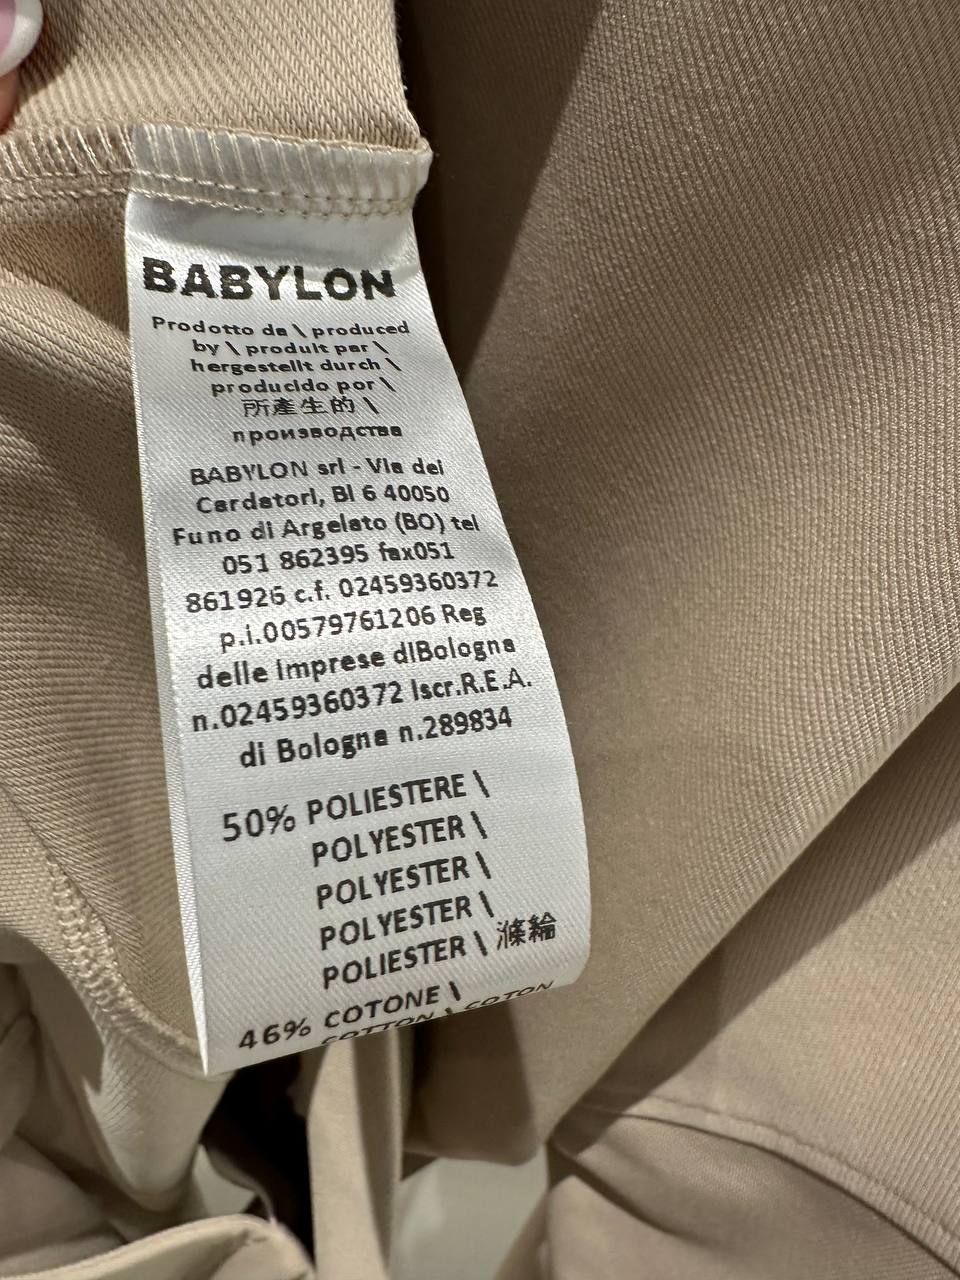 BABYLON
Prodotto da \ produced
by \ produit par \
hergestellt durch \
producido por \
所產生的 \
производства
BABYLON srl - Via dei
Cardatori, Bl 6 40050
Funo di Argelato (BO) tel
051 862395 fax051
861926 c.f. 02459360372
p.i.00579761206 Reg
delle Imprese diBologna
n.02459360372 Iscr.R.E.A.
di Bologna n.289834
50% POLIESTERE \
POLYESTER \
POLYESTER \
POLYESTER \
POLIESTER \ 滌綸
46% COTONE \
COTTON \ COTON